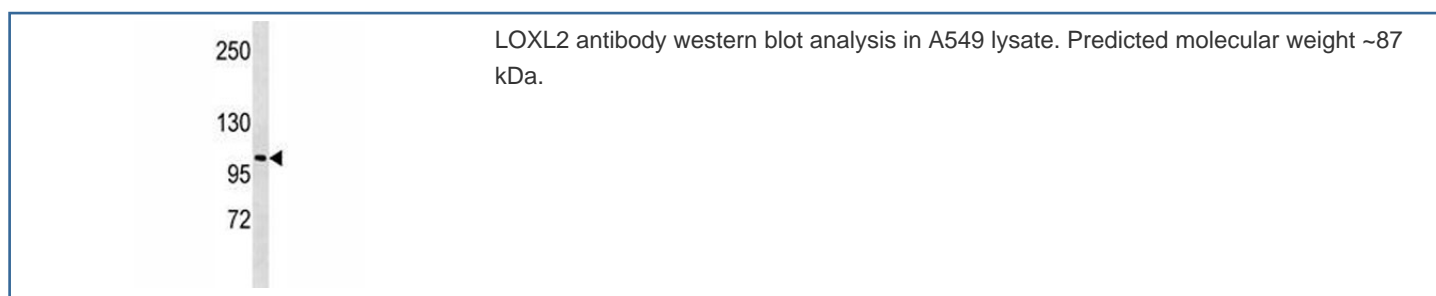 250
130
95
72
LOXL2 antibody western blot analysis in A549 lysate. Predicted molecular weight ~87
kDa.